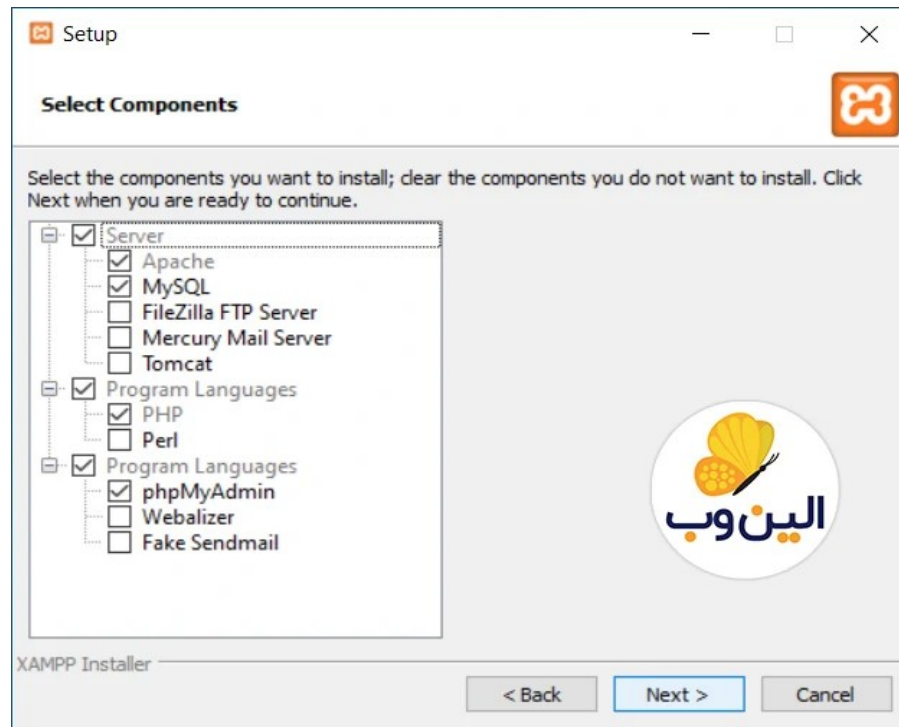 Setup
Select Components
Select the components you want to install; clear the components you do not want to install. Click
Next when you are ready to continue.
Server
Apache
MySQL
FileZilla FTP Server
Mercury Mail Server
Tomcat
Program Languages
PHP
Perl
Program Languages
phpMyAdmin
Webalizer
Fake Sendmail
الین وب
XAMPP Installer
< Back
Next >
Cancel